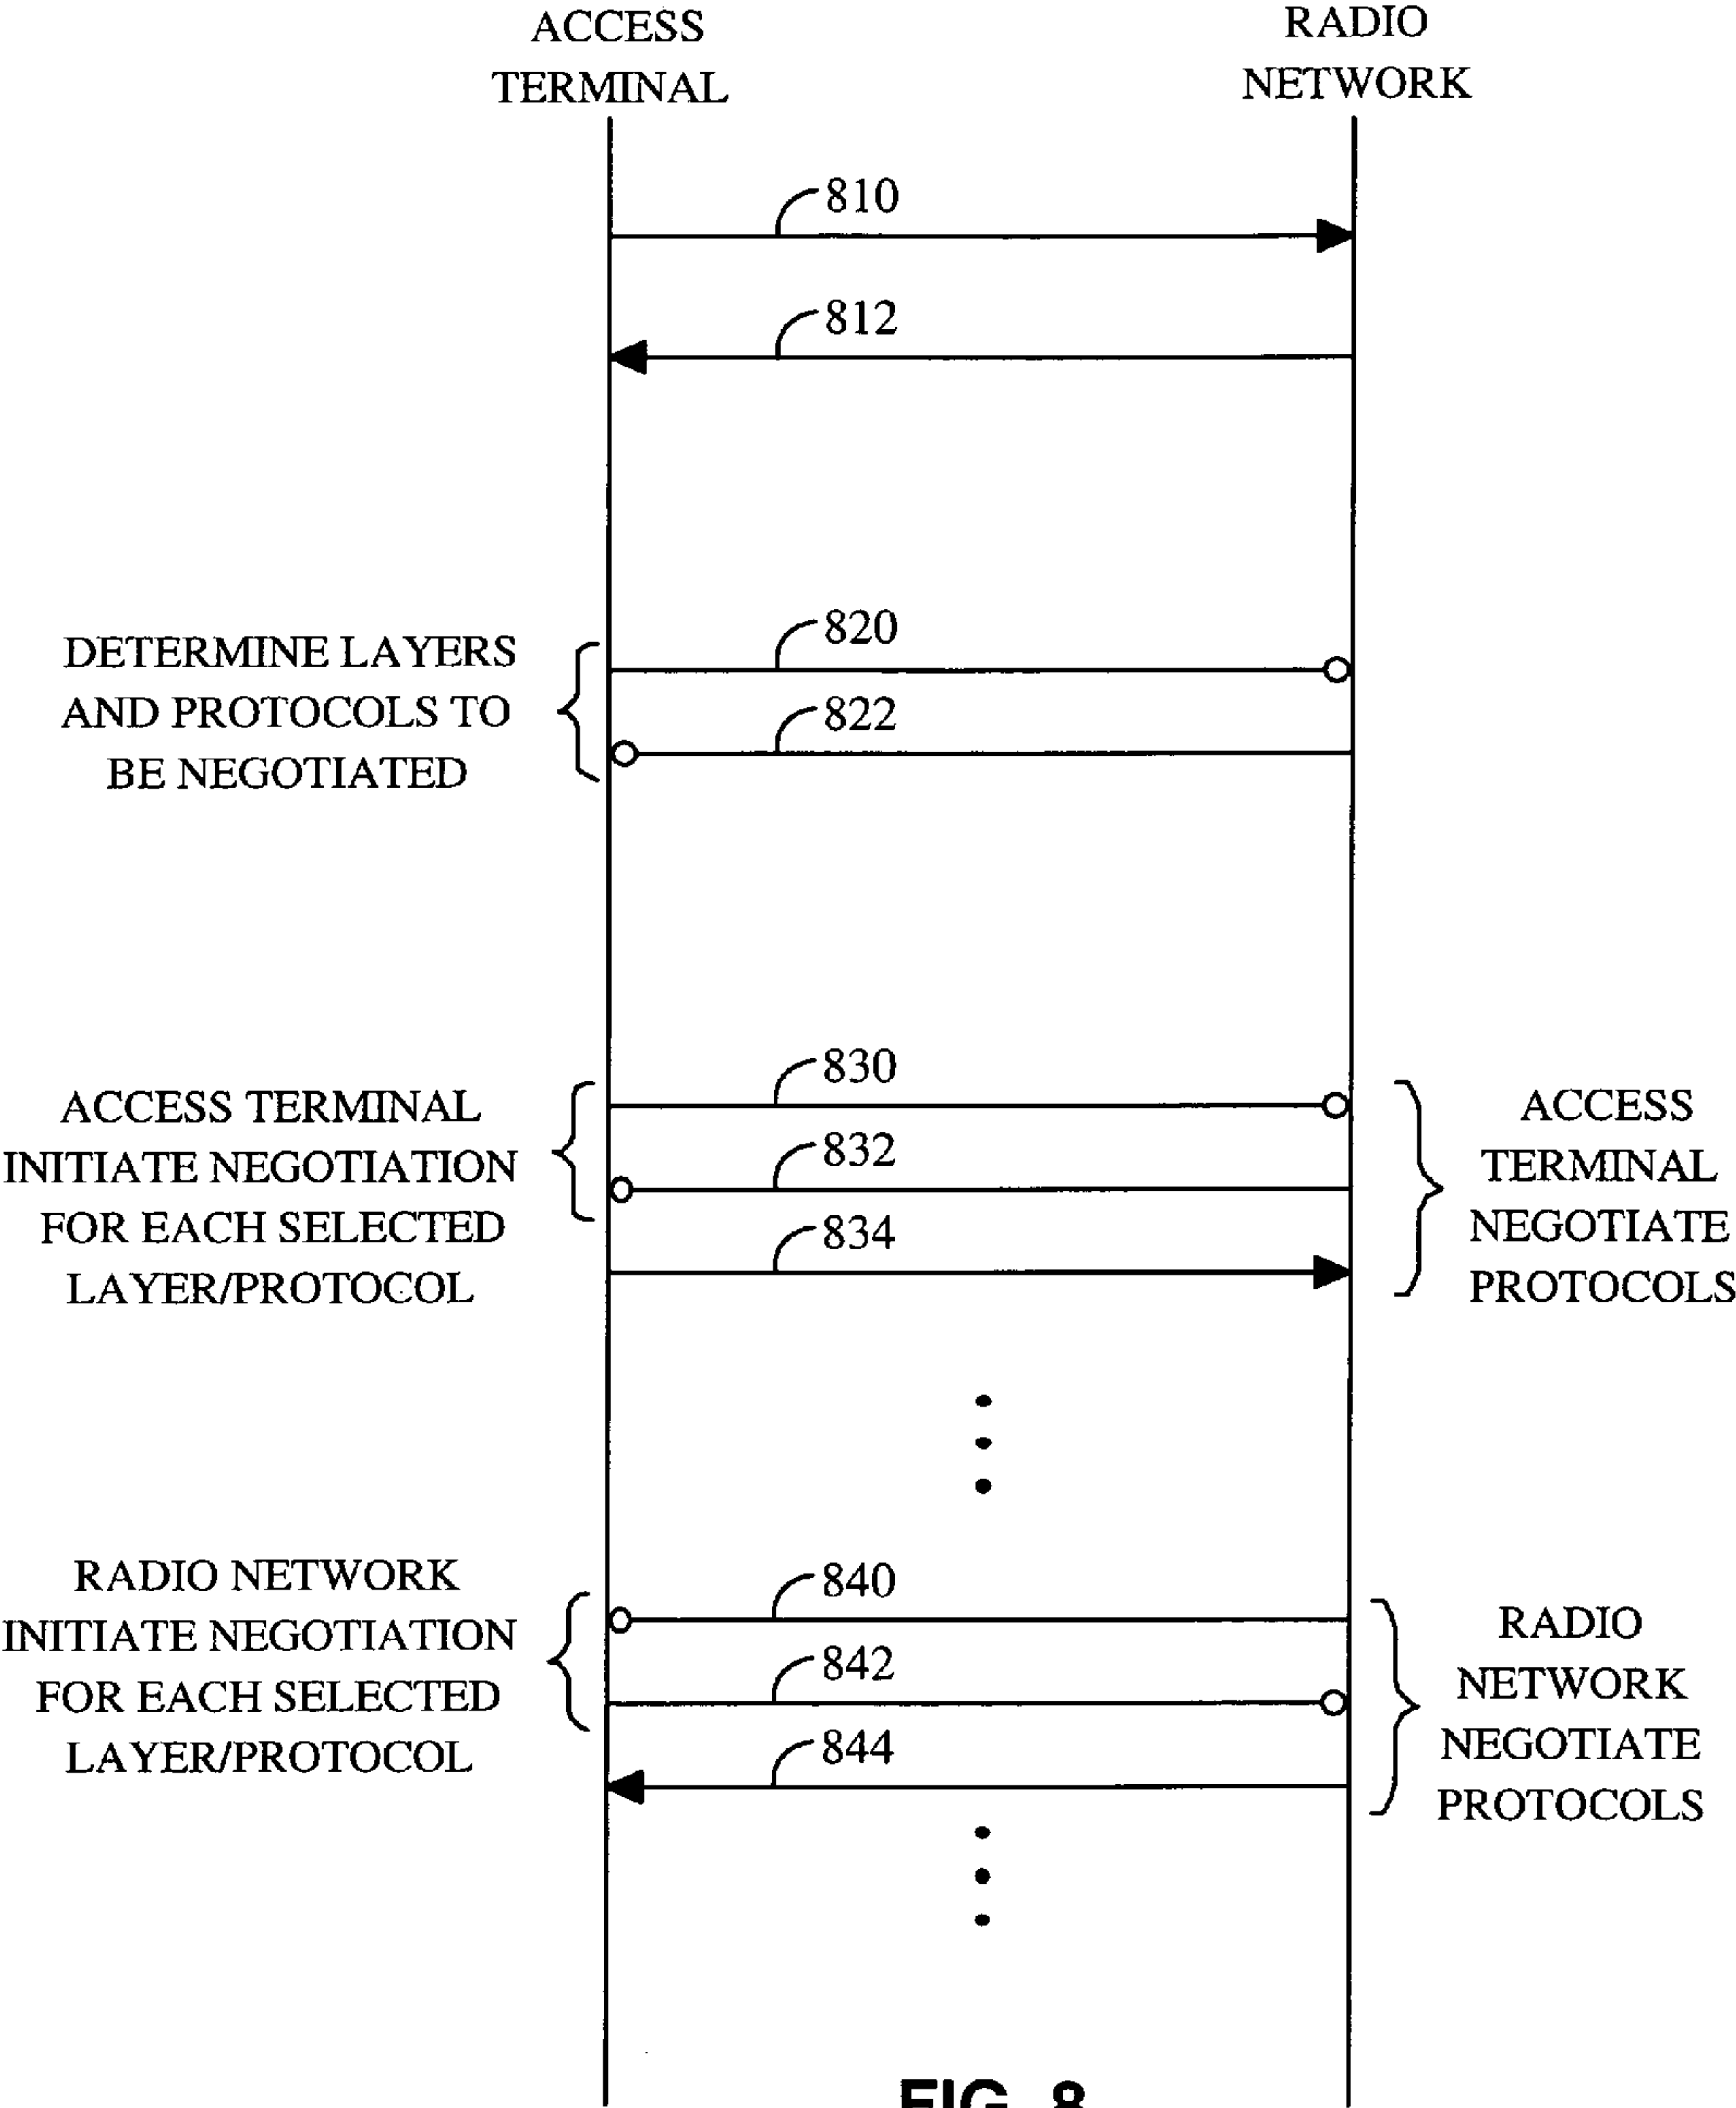 ACCESS
TERMINAL
RADIO
NETWORK
810
812
DETERMINE LAYERS
AND PROTOCOLS TO
BE NEGOTIATED
820
822
ACCESS TERMINAL
INITIATE NEGOTIATION
FOR EACH SELECTED
LAYER/PROTOCOL
830
832
834
ACCESS
TERMINAL
NEGOTIATE
PROTOCOLS
RADIO NETWORK
INITIATE NEGOTIATION
FOR EACH SELECTED
LAYER/PROTOCOL
840
842
844
RADIO
NETWORK
NEGOTIATE
PROTOCOLS
FIG. 8